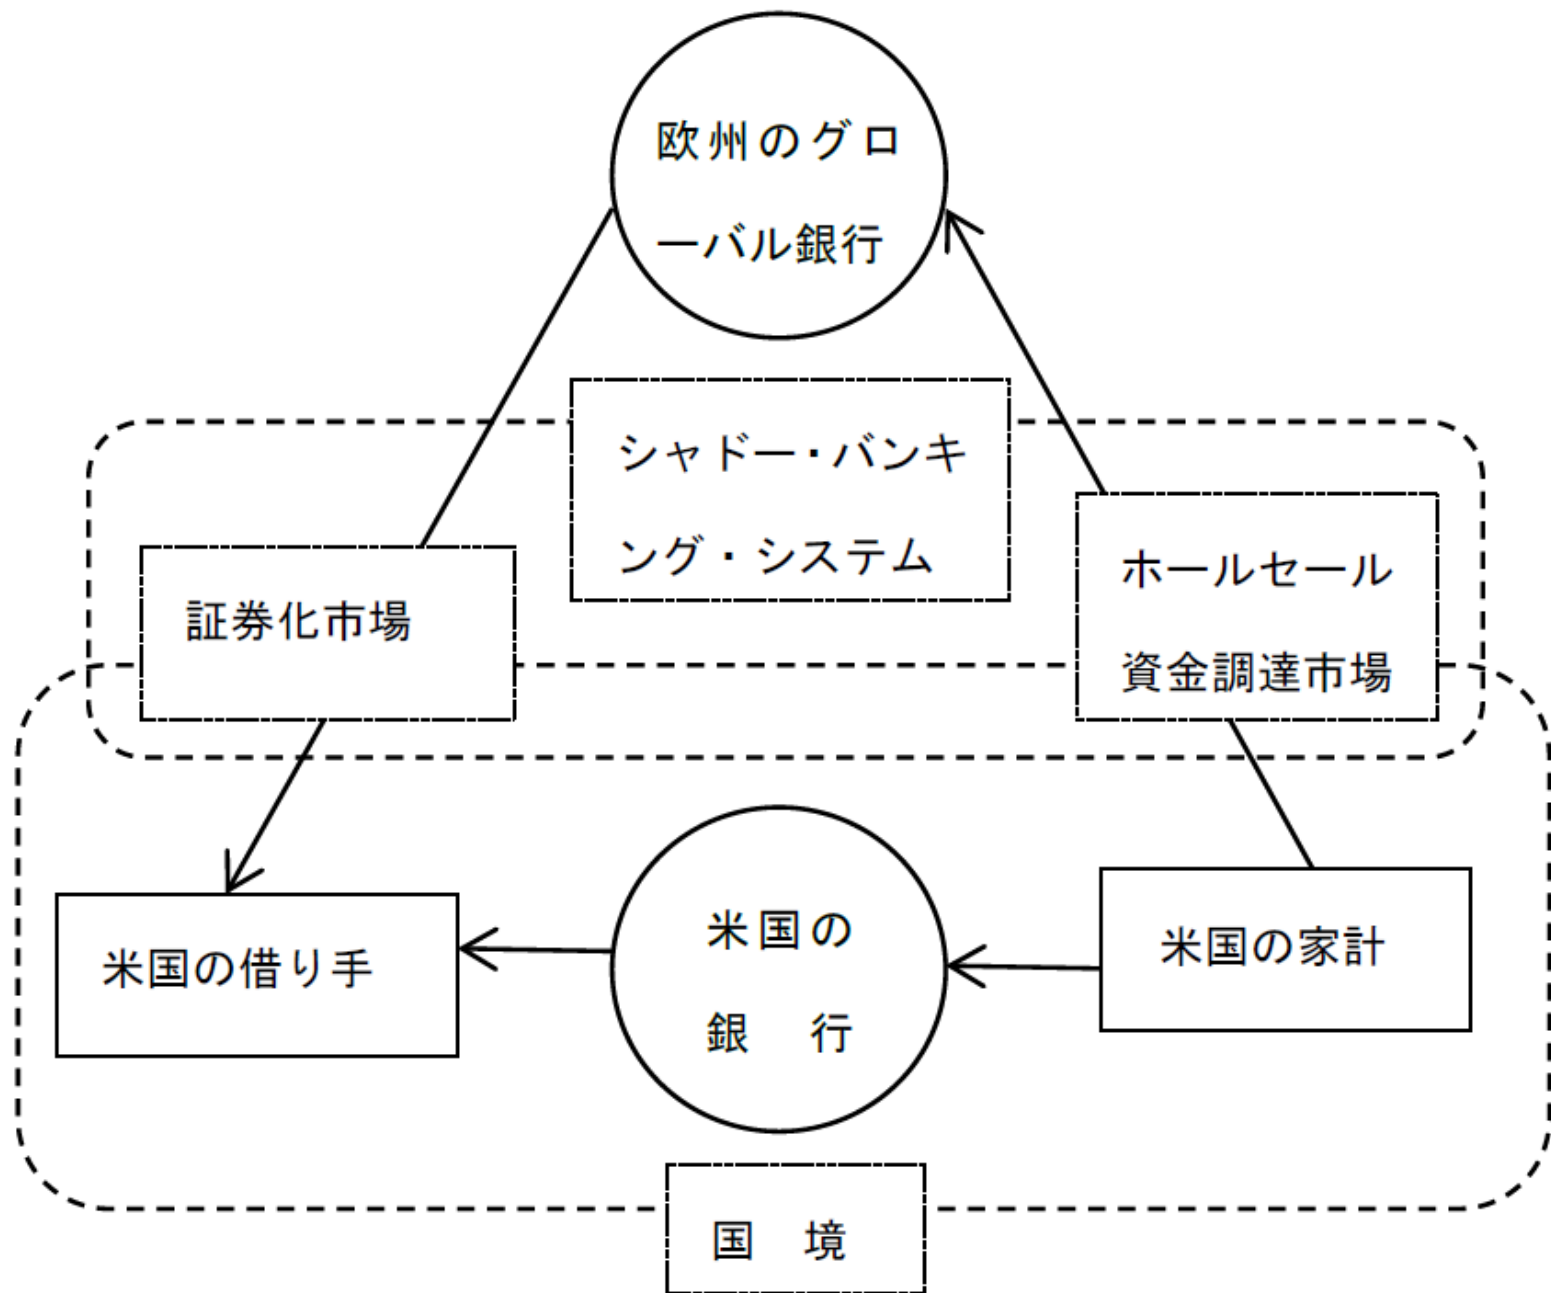 欧州のグロ
ーバル銀行
シャドー・バンキ
ング・システム
証券化市場
ホールセール
資金調達市場
米国の借り手
米国の
銀　行
米国の家計
国　境